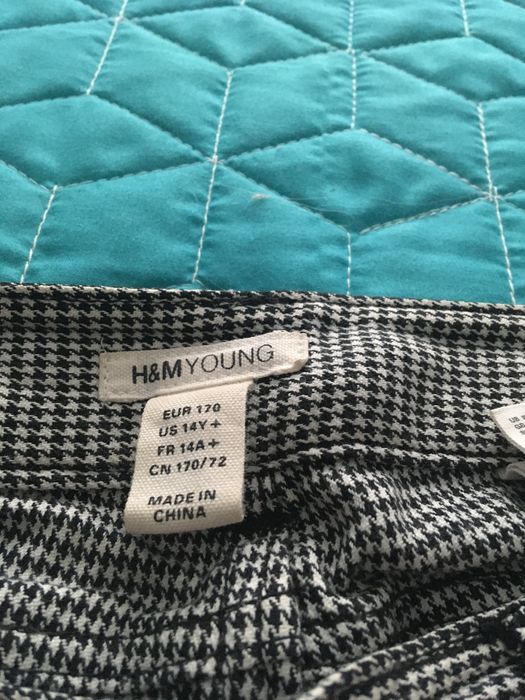 H&MYOUNG
EUR 170
US 14Y+
FR 14A+
CN 170/72
MADE IN
CHINA